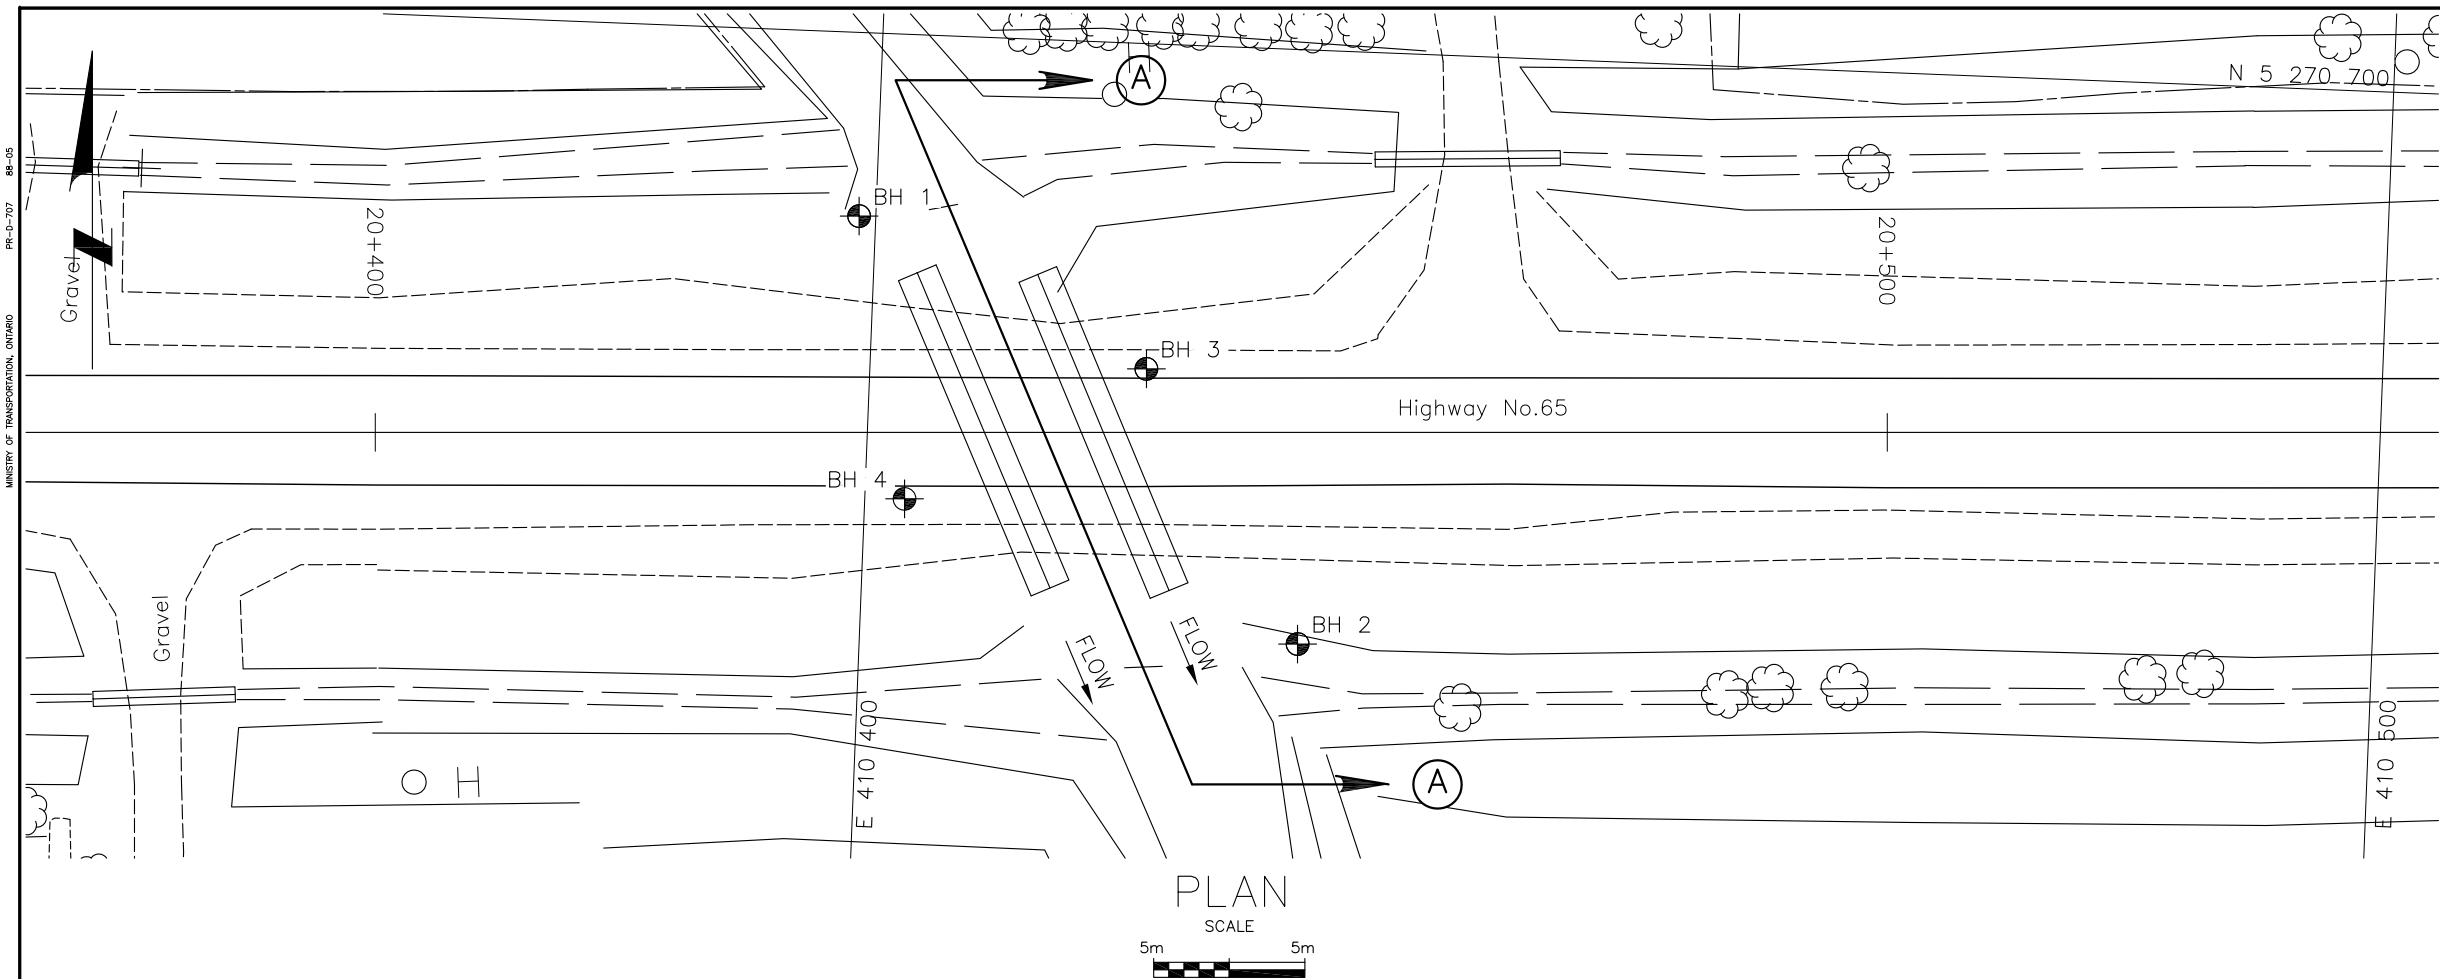 A
N 5 270 700
BH 1
20+400
20+500
Gravel
BH 3
Highway No.65
BH 4
Gravel
FLOW
FLOW
BH 2
E 410 400
E 410 500
H
A
MINISTRY OF TRANSPORTATION, ONTARIO PR-D-707 88-05
PLAN
SCALE
5m 5m